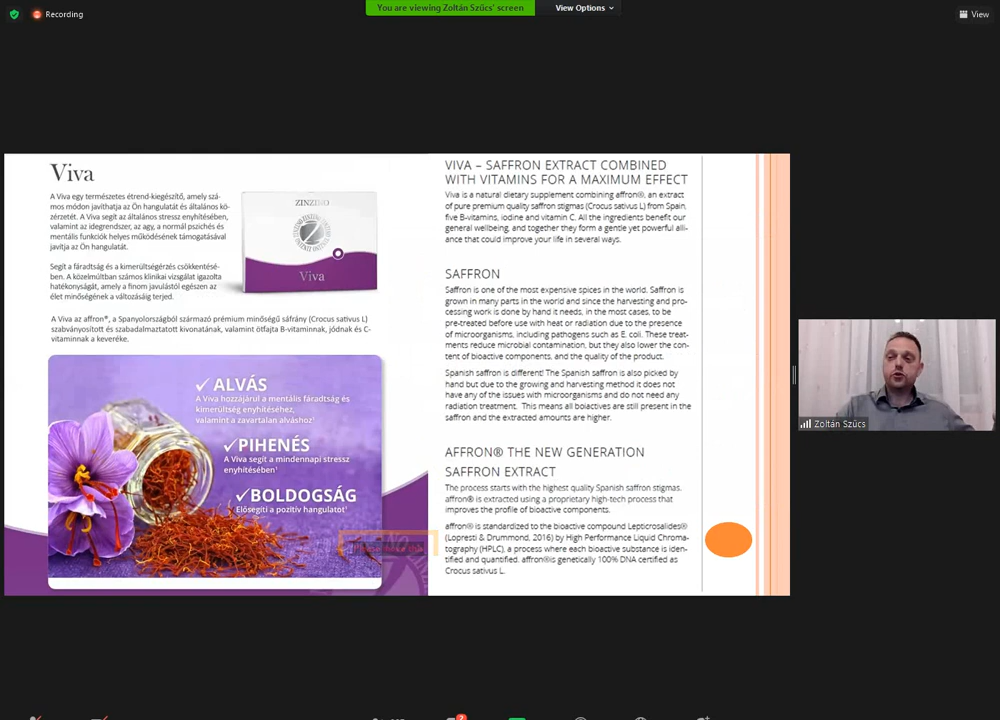 Recording
You are viewing Zoltán Szűcs' screen
View Options
View
Viva
A Viva egy természetes étrend-kiegészítő, amely szá-
mos módon javíthatja az Ön hangulatát és általános kö-
zérzetét. A Viva segít az általános stressz enyhítésében,
valamint az idegrendszer, az agy, a normál pszichés és
mentális funkciók helyes működésének támogatásával
javítja az Ön hangulatát.
Segít a fáradtság és a kimerültségérzés csökkentésé-
ben. A közelmúltban számos klinikai vizsgálat igazolta
hatékonyságát, amely a finom javulástól egészen az
élet minőségének a változásáig terjed.
A Viva az affron®, a Spanyolországból származó prémium minőségű sáfrány (Crocus sativus L)
szabványosított és szabadalmaztatott kivonatának, valamint ötfajta B-vitaminnak, jódnak és C-
vitaminnak a keveréke.
ZINZINO
Viva
✓ ALVÁS
A Viva hozzájárul a mentális fáradtság és
kimerültség enyhítéséhez,
valamint a zavartalan alváshoz¹
✓PIHENÉS
A Viva segít a mindennapi stressz
enyhítésében¹
✓BOLDOGSÁG
Elősegíti a pozitív hangulatot¹
VIVA – SAFFRON EXTRACT COMBINED
WITH VITAMINS FOR A MAXIMUM EFFECT
Viva is a natural dietary supplement combining affron®, an extract
of pure premium quality saffron stigmas (Crocus sativus L) from Spain,
five B-vitamins, iodine and vitamin C. All the ingredients benefit our
general wellbeing, and together they form a gentle yet powerful alli-
ance that could improve your life in several ways.
SAFFRON
Saffron is one of the most expensive spices in the world. Saffron is
grown in many parts in the world and since the harvesting and pro-
cessing work is done by hand it needs, in the most cases, to be
pre-treated before use with heat or radiation due to the presence
of microorganisms, including pathogens such as E. coli. These treat-
ments reduce microbial contamination, but they also lower the con-
tent of bioactive components, and the quality of the product.
Spanish saffron is different! The Spanish saffron is also picked by
hand but due to the growing and harvesting method it does not
have any of the issues with microorganisms and do not need any
radiation treatment. This means all bioactives are still present in the
saffron and the extracted amounts are higher.
AFFRON® THE NEW GENERATION
SAFFRON EXTRACT
The process starts with the highest quality Spanish saffron stigmas.
affron® is extracted using a proprietary high-tech process that
improves the profile of bioactive components.
affron® is standardized to the bioactive compound Lepticrosalides®
(Lopresti & Drummond, 2016) by High Performance Liquid Chroma-
tography (HPLC), a process where each bioactive substance is iden-
tified and quantified. affron®is genetically 100% DNA certified as
Crocus sativus L.
Zoltán Szűcs
2